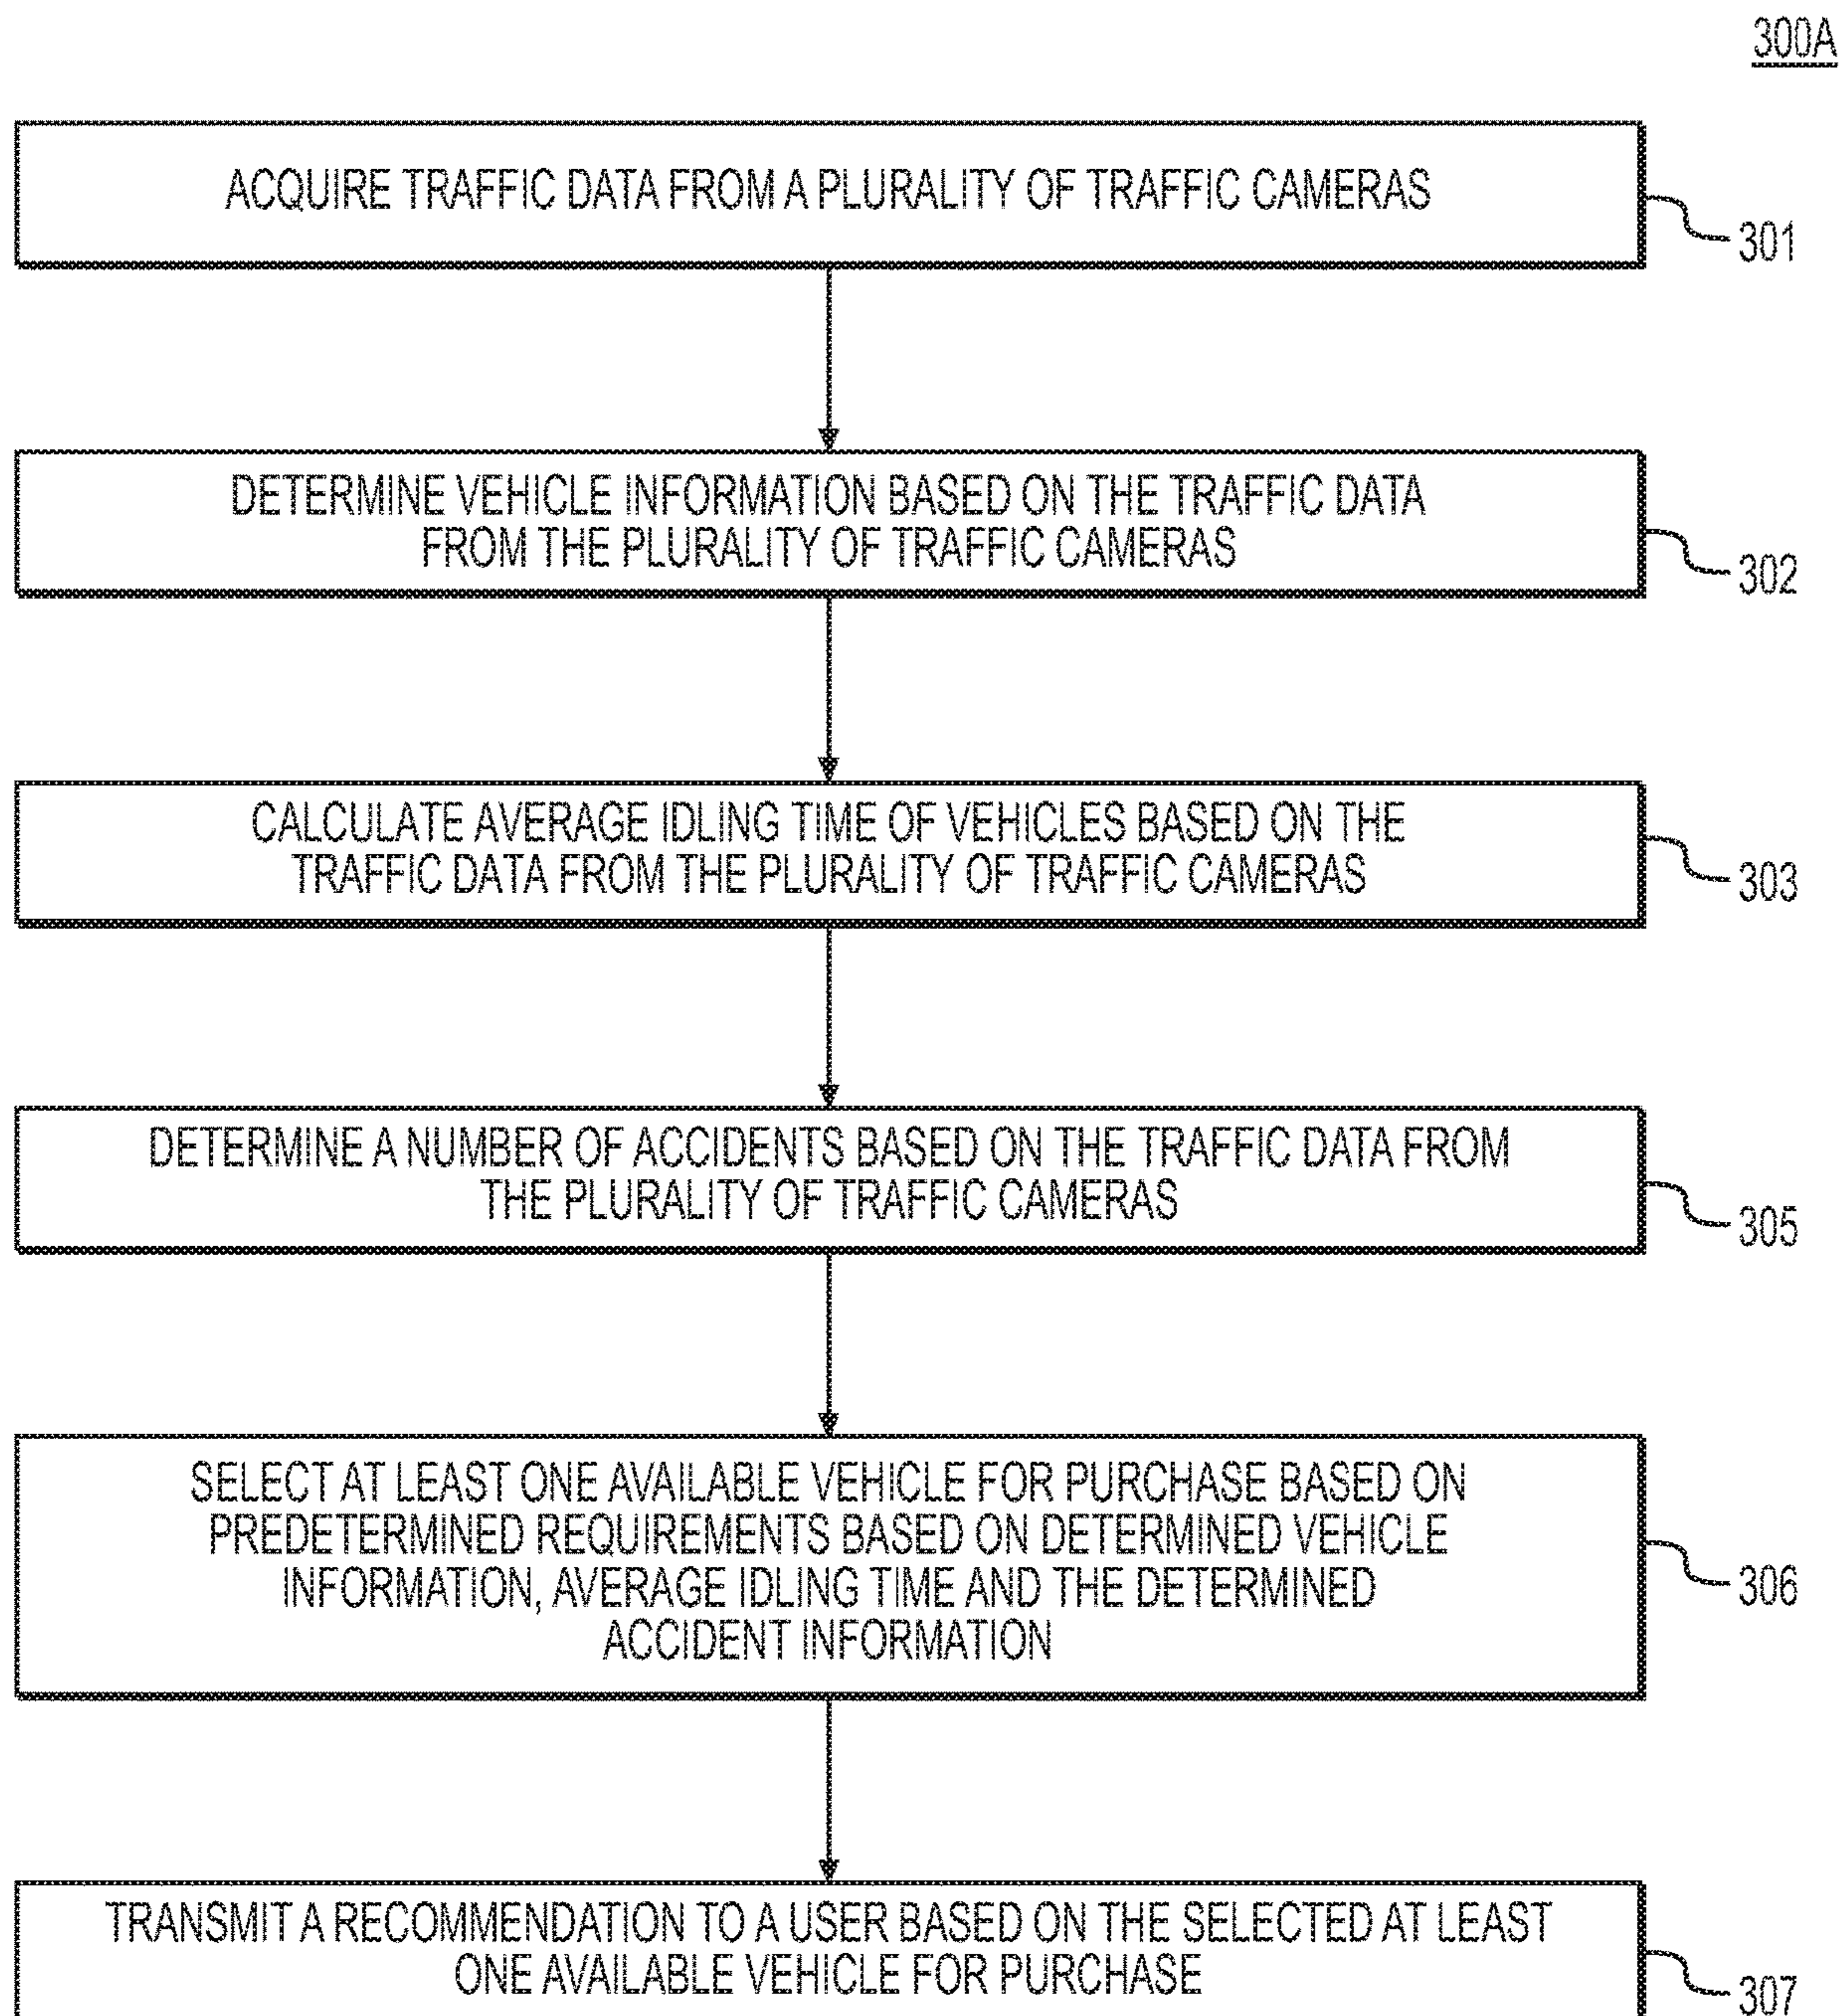 300A
ACQUIRE TRAFFIC DATA FROM A PLURALITY OF TRAFFIC CAMERAS
301
DETERMINE VEHICLE INFORMATION BASED ON THE TRAFFIC DATA
FROM THE PLURALITY OF TRAFFIC CAMERAS
302
CALCULATE AVERAGE IDLING TIME OF VEHICLES BASED ON THE
TRAFFIC DATA FROM THE PLURALITY OF TRAFFIC CAMERAS
303
DETERMINE A NUMBER OF ACCIDENTS BASED ON THE TRAFFIC DATA FROM
THE PLURALITY OF TRAFFIC CAMERAS
305
SELECT AT LEAST ONE AVAILABLE VEHICLE FOR PURCHASE BASED ON
PREDETERMINED REQUIREMENTS BASED ON DETERMINED VEHICLE
INFORMATION, AVERAGE IDLING TIME AND THE DETERMINED
ACCIDENT INFORMATION
306
TRANSMIT A RECOMMENDATION TO A USER BASED ON THE SELECTED AT LEAST
ONE AVAILABLE VEHICLE FOR PURCHASE
307